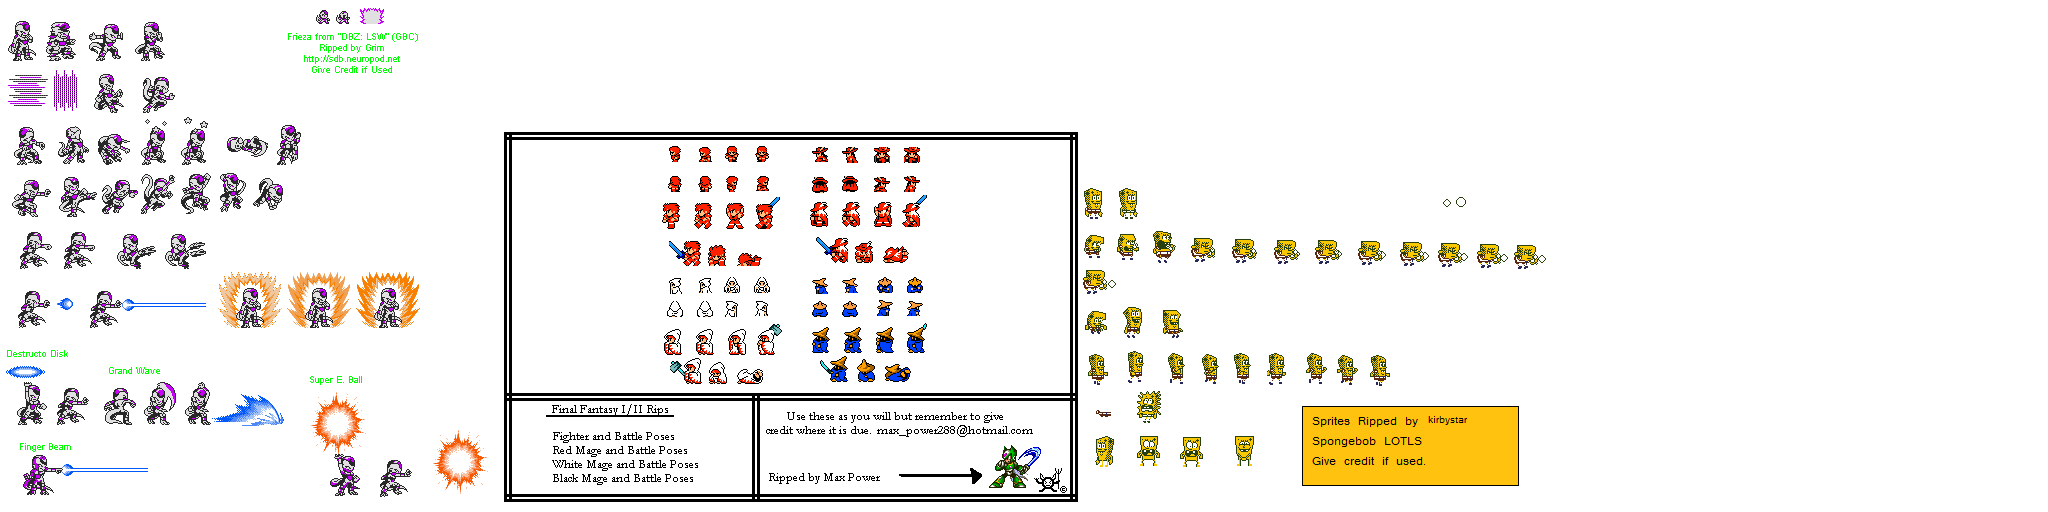 Frieza from "DBZ: LSW" (GBC)
Ripped by Grim
http://sdb.neuropod.net
Give Credit if Used
Destructo Disk
Grand Wave
Super E. Ball
Finger Beam
Final Fantasy I/II Rips
Fighter and Battle Poses
Red Mage and Battle Poses
White Mage and Battle Poses
Black Mage and Battle Poses
Use these as you will but remember to give
credit where it is due. max_power288@hotmail.com
Ripped by Max Power
©
Sprites Ripped by kirbystar
Spongebob LOTLS
Give credit if used.